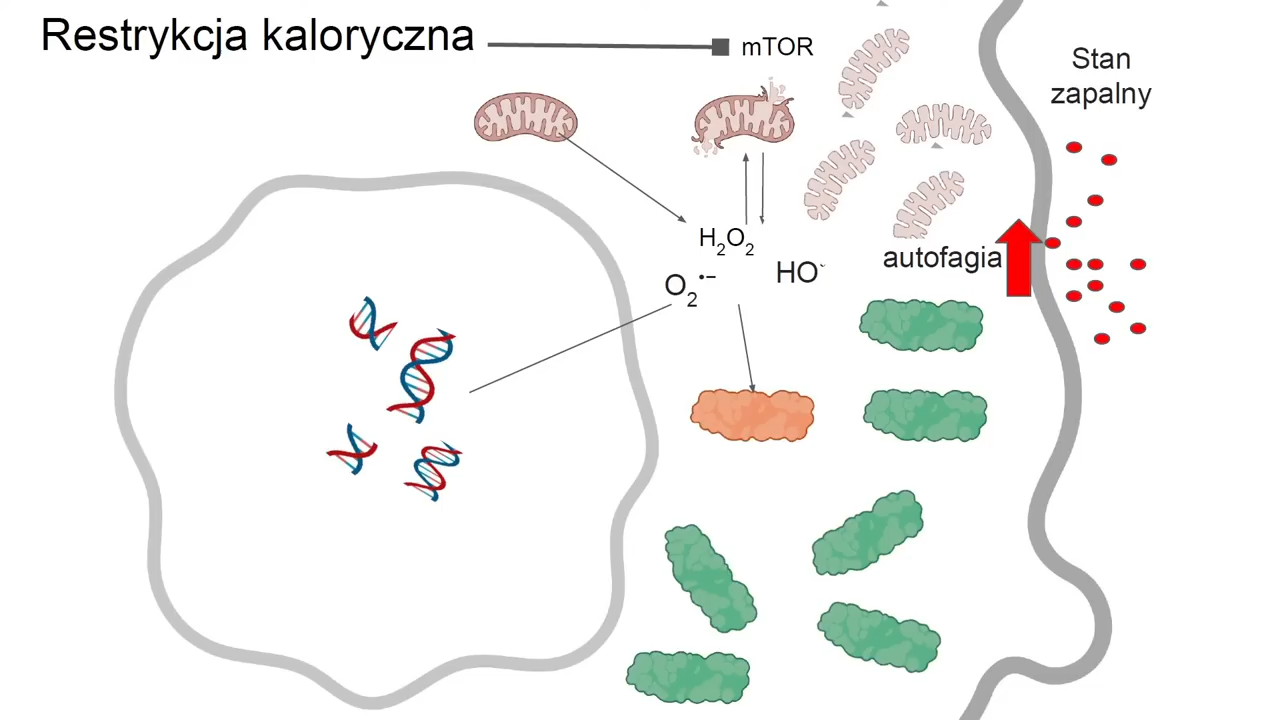 Restrykcja kaloryczna
mTOR
Stan
zapalny
H₂O₂
O₂•−
HO`
autofagia